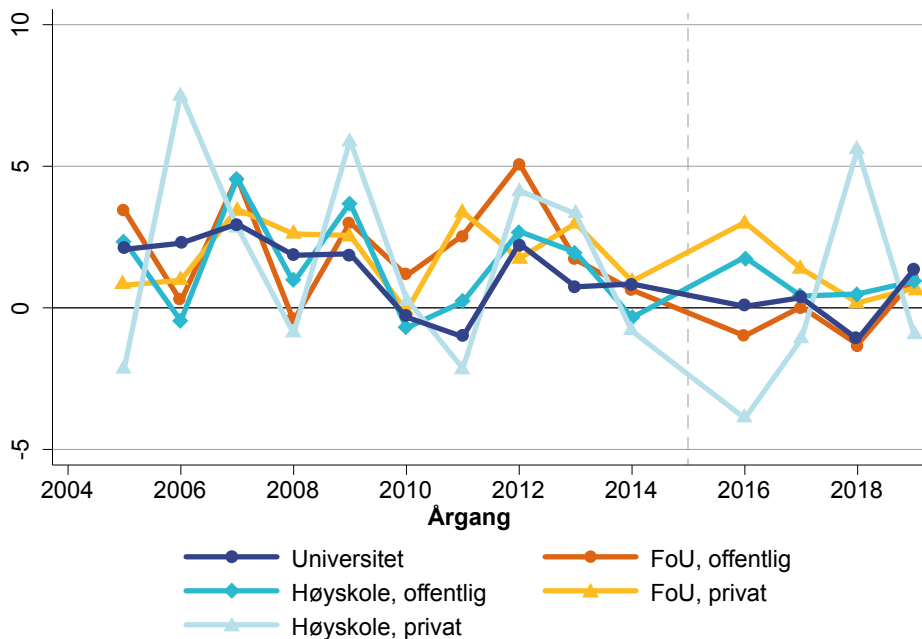 10
5
0
-5
2004 2006 2008 2010 2012 2014 2016 2018
Årgang
Universitet FoU, offentlig
Høyskole, offentlig FoU, privat
Høyskole, privat